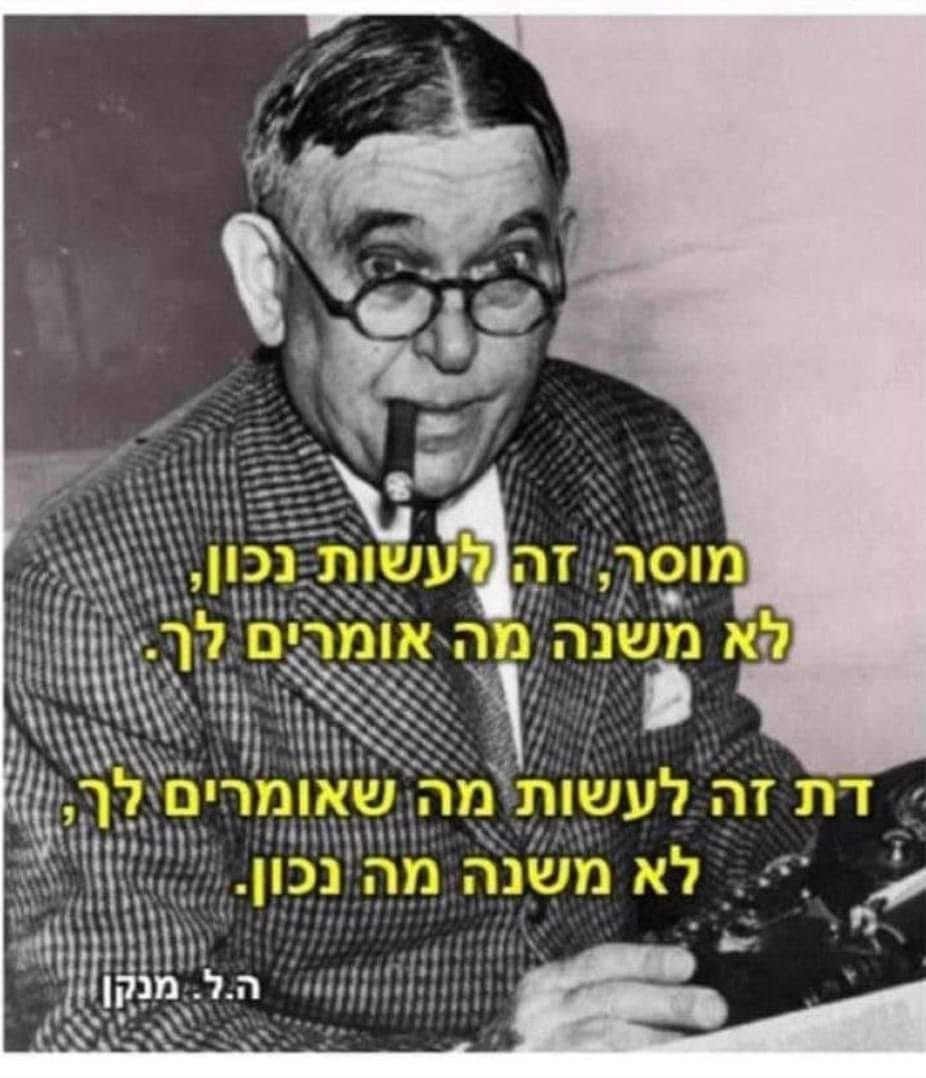 מוסר, זה לעשות נכון,
לא משנה מה אומרים לך.
דת זה לעשות מה שאומרים לך,
לא משנה מה נכון.
ה.ל. מנקן